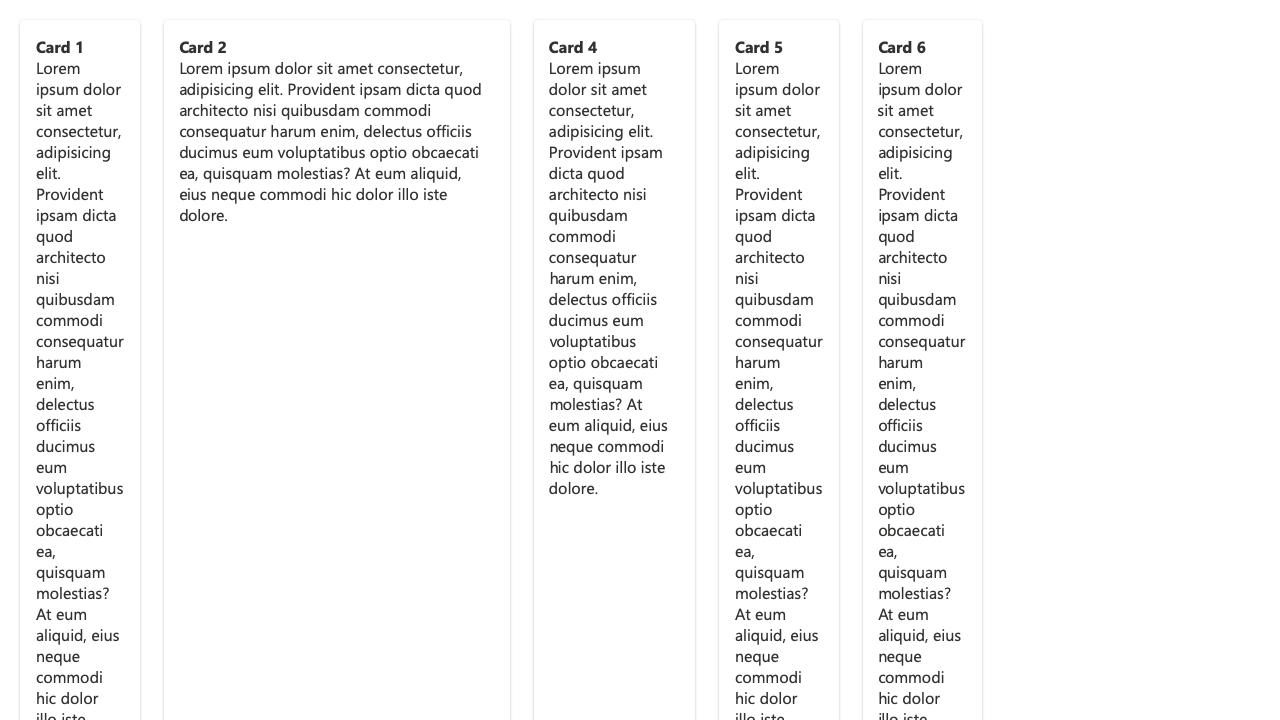 Card 1
Lorem
ipsum dolor
sit amet
consectetur,
adipisicing
elit.
Provident
ipsam dicta
quod
architecto
nisi
quibusdam
commodi
consequatur
harum
enim,
delectus
officiis
ducimus
eum
voluptatibus
optio
obcaecati
ea,
quisquam
molestias?
At eum
aliquid, eius
neque
commodi
hic dolor
illo iste
Card 2
Lorem ipsum dolor sit amet consectetur,
adipisicing elit. Provident ipsam dicta quod
architecto nisi quibusdam commodi
consequatur harum enim, delectus officiis
ducimus eum voluptatibus optio obcaecati
ea, quisquam molestias? At eum aliquid,
eius neque commodi hic dolor illo iste
dolore.
Card 4
Lorem ipsum
dolor sit amet
consectetur,
adipisicing elit.
Provident ipsam
dicta quod
architecto nisi
quibusdam
commodi
consequatur
harum enim,
delectus officiis
ducimus eum
voluptatibus
optio obcaecati
ea, quisquam
molestias? At
eum aliquid, eius
neque commodi
hic dolor illo iste
dolore.
Card 5
Lorem
ipsum dolor
sit amet
consectetur,
adipisicing
elit.
Provident
ipsam dicta
quod
architecto
nisi
quibusdam
commodi
consequatur
harum
enim,
delectus
officiis
ducimus
eum
voluptatibus
optio
obcaecati
ea,
quisquam
molestias?
At eum
aliquid, eius
neque
commodi
hic dolor
illo iste
Card 6
Lorem
ipsum dolor
sit amet
consectetur,
adipisicing
elit.
Provident
ipsam dicta
quod
architecto
nisi
quibusdam
commodi
consequatur
harum
enim,
delectus
officiis
ducimus
eum
voluptatibus
optio
obcaecati
ea,
quisquam
molestias?
At eum
aliquid, eius
neque
commodi
hic dolor
illo iste